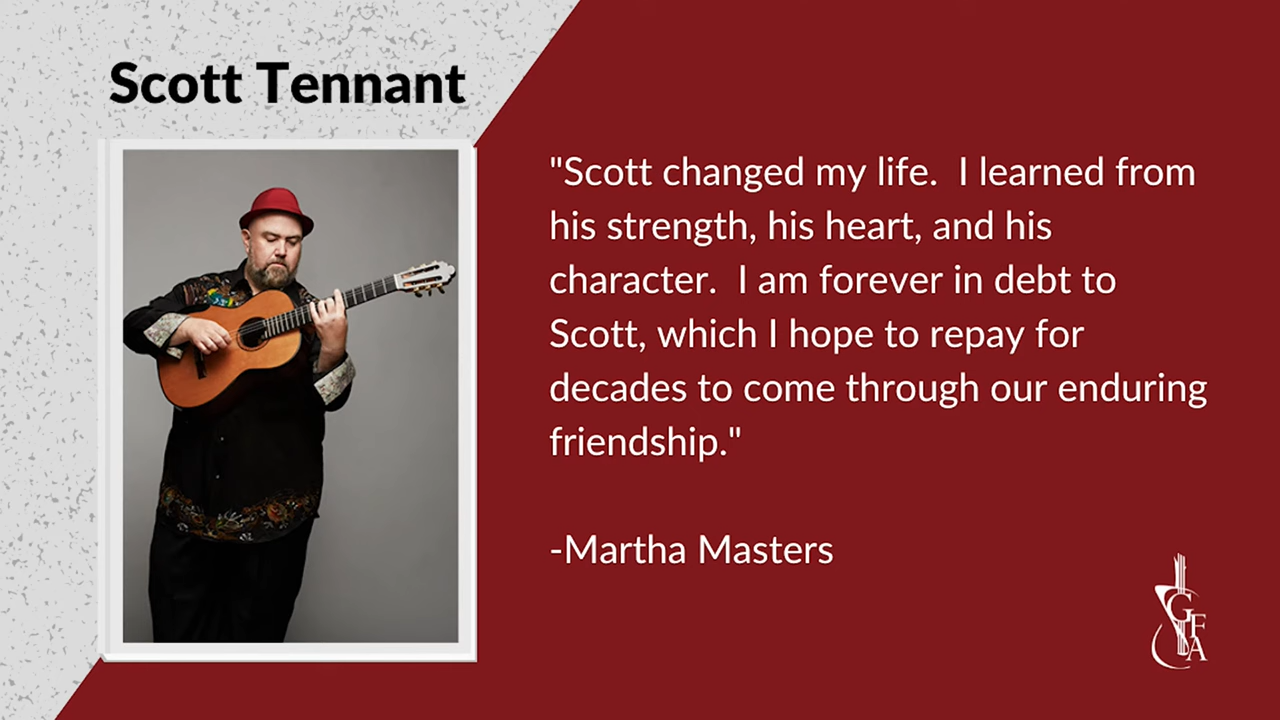 Scott Tennant
"Scott changed my life.  I learned from
his strength, his heart, and his
character.  I am forever in debt to
Scott, which I hope to repay for
decades to come through our enduring
friendship."
-Martha Masters
GFA